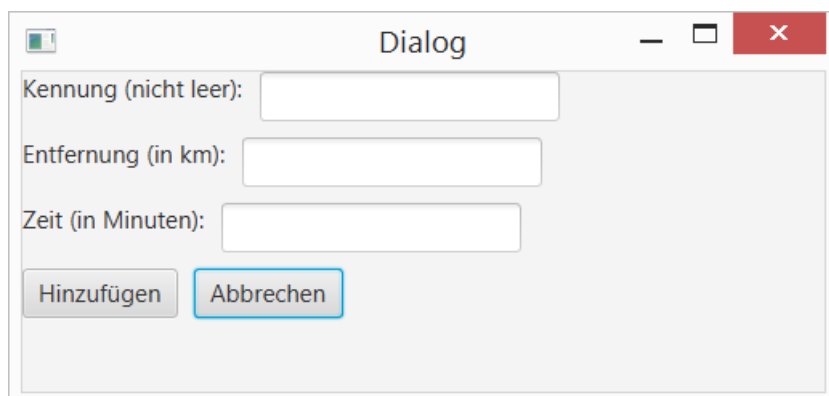 Dialog
Kennung (nicht leer):
Entfernung (in km):
Zeit (in Minuten):
Hinzufügen Abbrechen